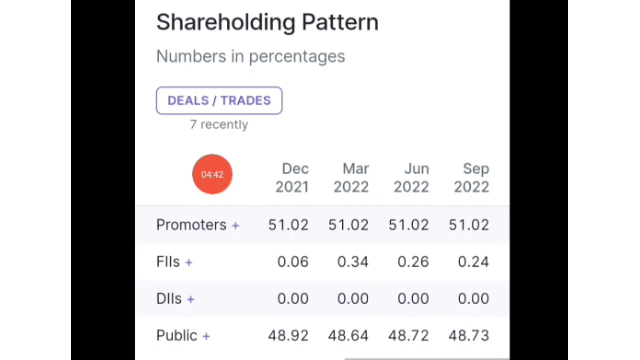 Shareholding Pattern
Numbers in percentages
DEALS / TRADES
7 recently
04:42
Dec 2021 Mar 2022 Jun 2022 Sep 2022
Promoters + 51.02 51.02 51.02 51.02
FIIs + 0.06 0.34 0.26 0.24
DIIs + 0.00 0.00 0.00 0.00
Public + 48.92 48.64 48.72 48.73